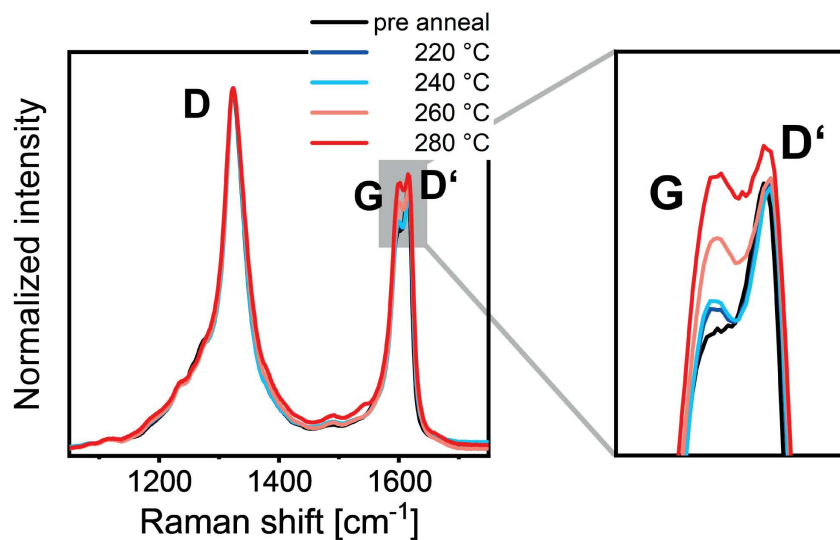 pre anneal
220 °C
240 °C
260 °C
280 °C
D
G
D‘
G
D‘
Normalized intensity
1200
1400
1600
Raman shift [cm⁻¹]